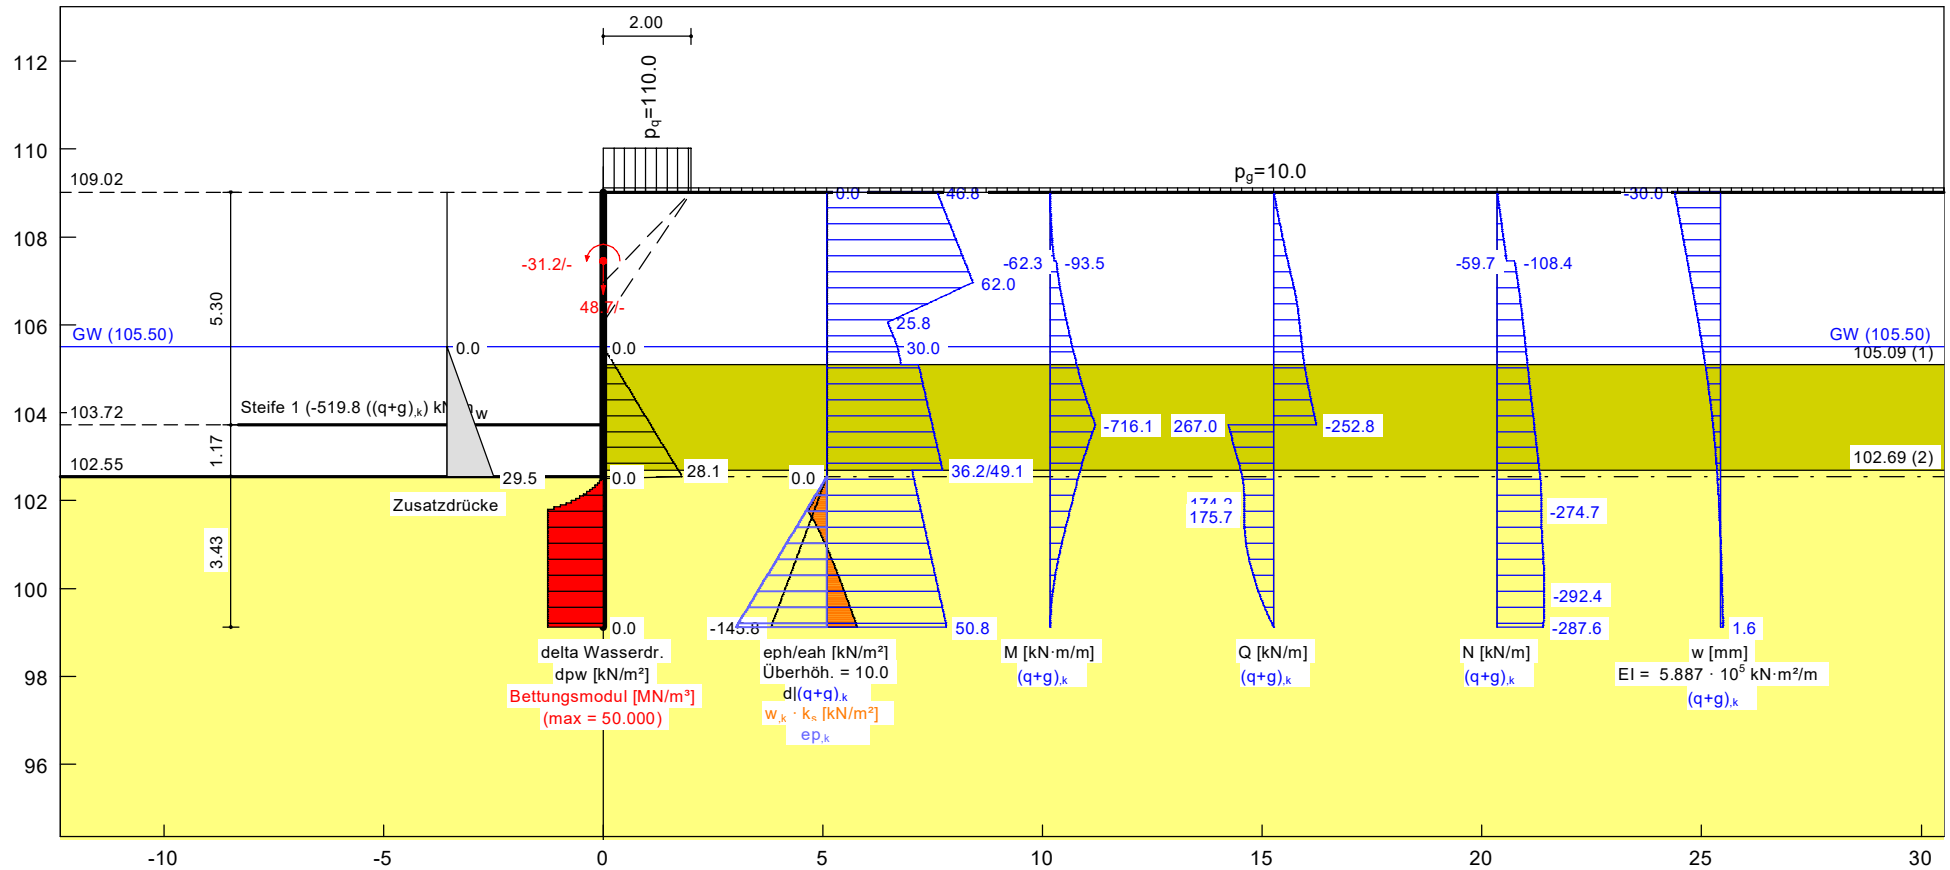 2.00
p_q=110.0
112
110
109.02
p_g=10.0
0.0
46.8
-30.0
108
-31.2/-
-62.3
-93.5
-59.7
-108.4
62.0
5.30
106
GW (105.50)
25.8
GW (105.50)
0.0
0.0
30.0
105.09 (1)
104
103.72
Steife 1 (-519.8 ((q+g),k)
w
-716.1
267.0
-252.8
1.17
102.55
29.5
0.0
28.1
0.0
36.2/49.1
102.69 (2)
102
Zusatzdrücke
175.7
-274.7
3.43
100
-292.4
0.0
-145.8
50.8
-287.6
1.6
98
delta Wasserdr.
dpw [kN/m²]
Bettungsmodul [MN/m³]
(max = 50.000)
eph/eah [kN/m²]
Überhöh. = 10.0
d|(q+g),k
w,k · ks [kN/m²]
ep,k
M [kN·m/m]
(q+g),k
Q [kN/m]
(q+g),k
N [kN/m]
(q+g),k
w [mm]
EI = 5.887 · 10⁵ kN·m²/m
(q+g),k
96
-10
-5
0
5
10
15
20
25
30